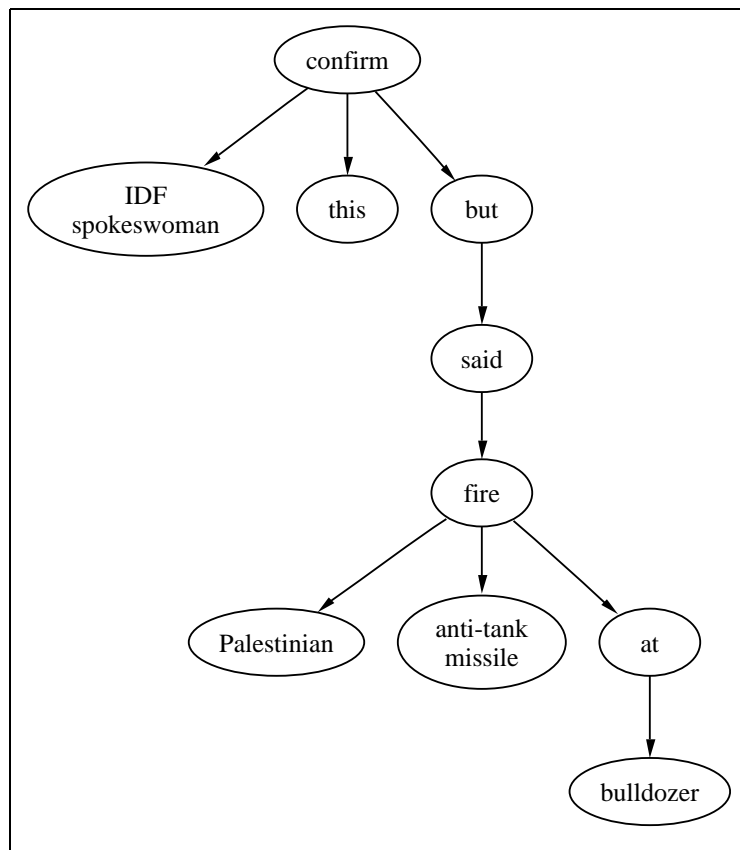 confirm
IDF
spokeswoman
this
but
said
fire
Palestinian
anti-tank
missile
at
bulldozer